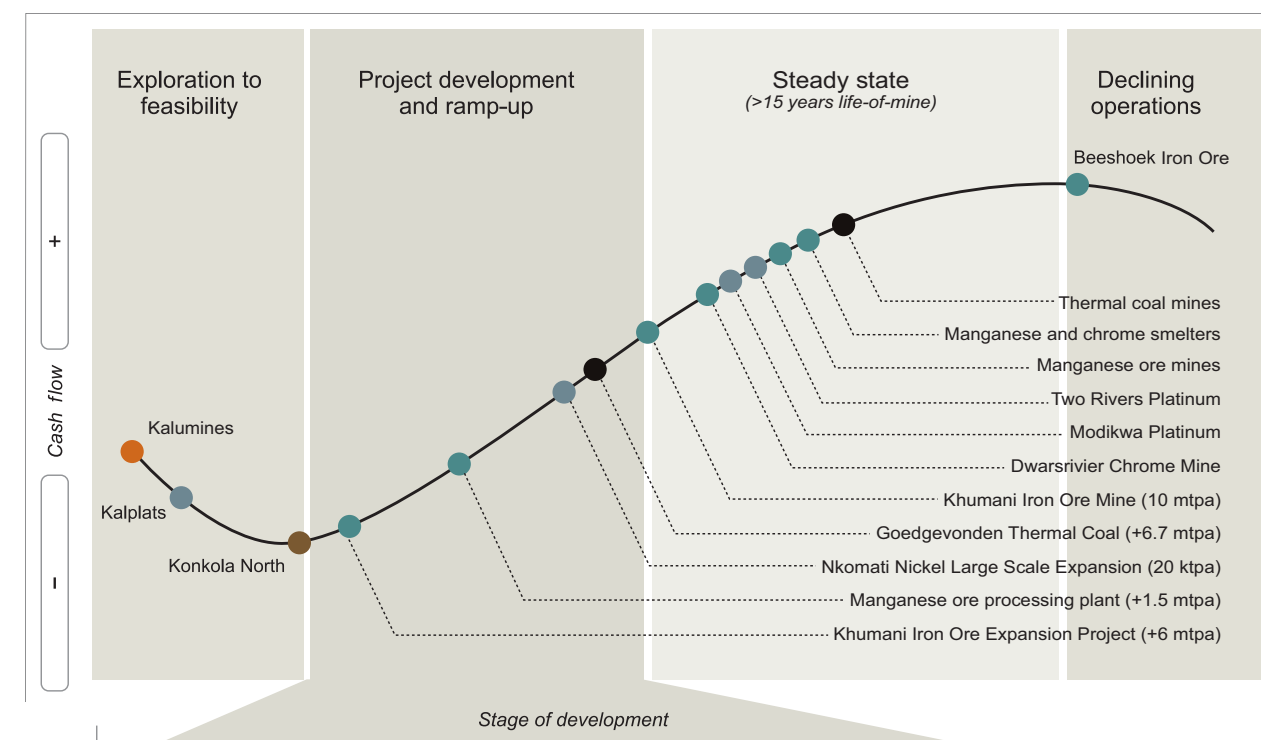 Exploration to
feasibility
Project development
and ramp-up
Steady state
(>15 years life-of-mine)
Declining
operations
+
Cash flow
–
Beeshoek Iron Ore
Kalumines
Kalplats
Konkola North
Thermal coal mines
Manganese and chrome smelters
Manganese ore mines
Two Rivers Platinum
Modikwa Platinum
Dwarsrivier Chrome Mine
Khumani Iron Ore Mine (10 mtpa)
Goedgevonden Thermal Coal (+6.7 mtpa)
Nkomati Nickel Large Scale Expansion (20 ktpa)
Manganese ore processing plant (+1.5 mtpa)
Khumani Iron Ore Expansion Project (+6 mtpa)
Stage of development